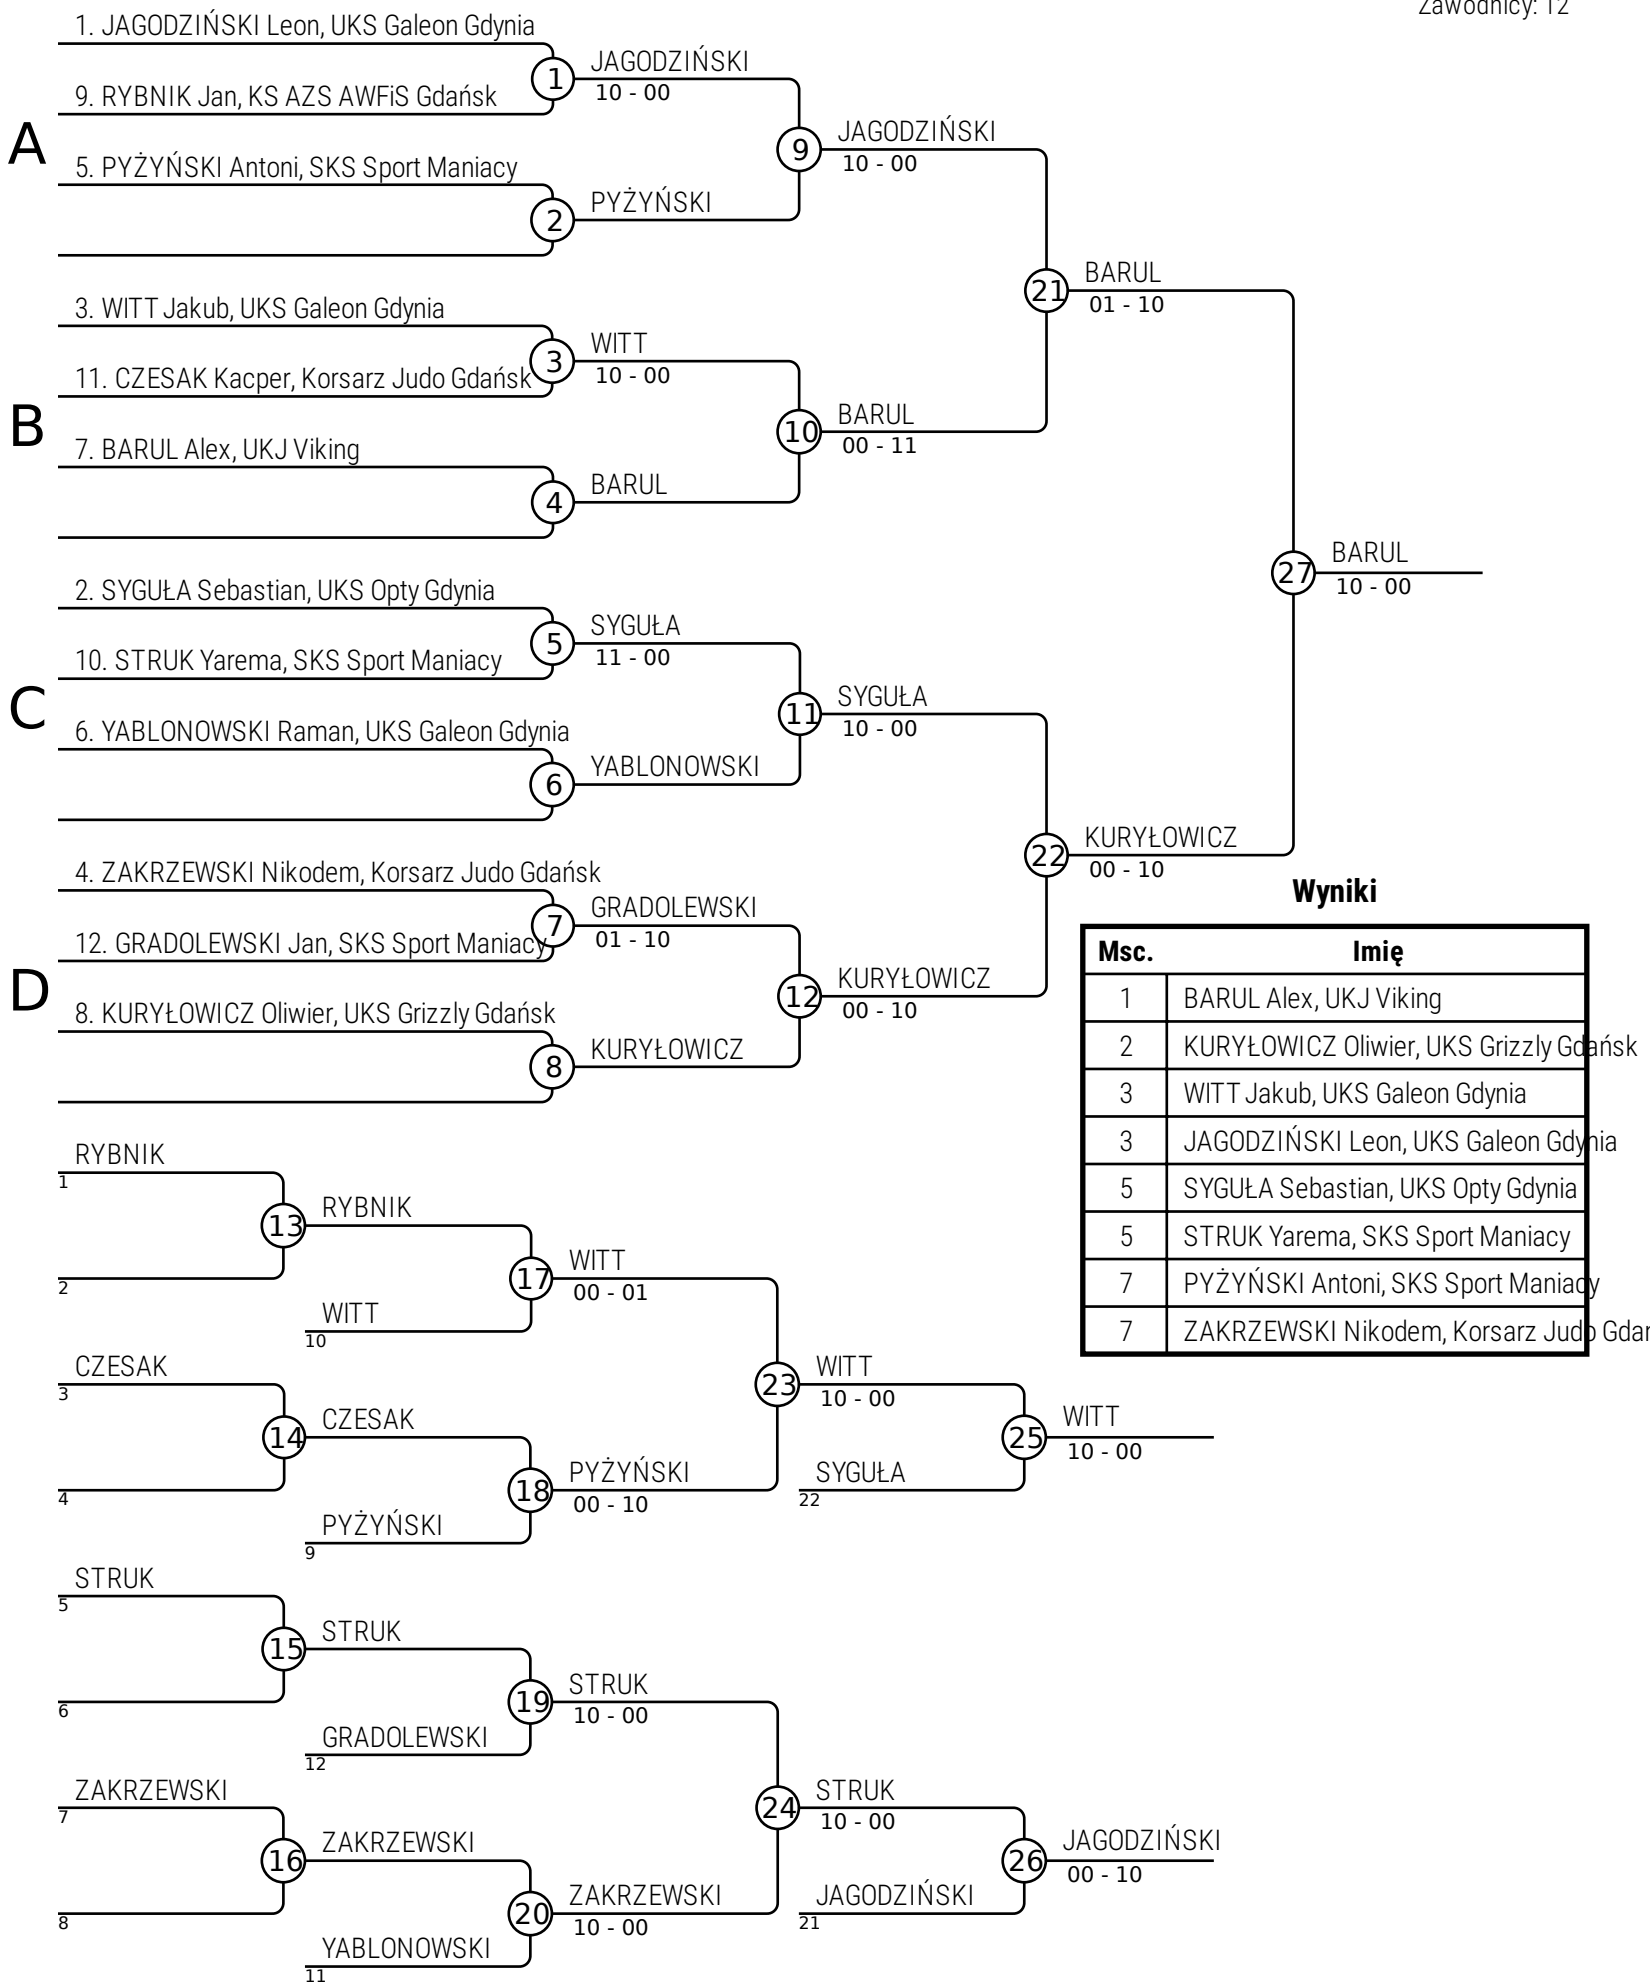 Zawodnicy: 12
1. JAGODZIŃSKI Leon, UKS Galeon Gdynia
1 JAGODZIŃSKI
10 - 00
9. RYBNIK Jan, KS AZS AWFiS Gdańsk
A
9 JAGODZIŃSKI
10 - 00
5. PYŻYŃSKI Antoni, SKS Sport Maniacy
2 PYŻYŃSKI
21 BARUL
01 - 10
3. WITT Jakub, UKS Galeon Gdynia
3 WITT
10 - 00
11. CZESAK Kacper, Korsarz Judo Gdańsk
B
10 BARUL
00 - 11
7. BARUL Alex, UKJ Viking
4 BARUL
27 BARUL
10 - 00
2. SYGUŁA Sebastian, UKS Opty Gdynia
5 SYGUŁA
11 - 00
10. STRUK Yarema, SKS Sport Maniacy
C
11 SYGUŁA
10 - 00
6. YABLONOWSKI Raman, UKS Galeon Gdynia
6 YABLONOWSKI
22 KURYŁOWICZ
00 - 10
4. ZAKRZEWSKI Nikodem, Korsarz Judo Gdańsk
7 GRADOLEWSKI
01 - 10
12. GRADOLEWSKI Jan, SKS Sport Maniacy
D
12 KURYŁOWICZ
00 - 10
8. KURYŁOWICZ Oliwier, UKS Grizzly Gdańsk
8 KURYŁOWICZ
Wyniki
Msc. Imię
1 BARUL Alex, UKJ Viking
2 KURYŁOWICZ Oliwier, UKS Grizzly Gdańsk
3 WITT Jakub, UKS Galeon Gdynia
3 JAGODZIŃSKI Leon, UKS Galeon Gdynia
5 SYGUŁA Sebastian, UKS Opty Gdynia
5 STRUK Yarema, SKS Sport Maniacy
7 PYŻYŃSKI Antoni, SKS Sport Maniacy
7 ZAKRZEWSKI Nikodem, Korsarz Judo
RYBNIK
1
13 RYBNIK
2
17 WITT
00 - 01
WITT
10
CZESAK
3
23 WITT
10 - 00
14 CZESAK
4
25 WITT
10 - 00
18 PYŻYŃSKI
00 - 10
SYGUŁA
22
PYŻYŃSKI
9
STRUK
5
15 STRUK
6
19 STRUK
10 - 00
GRADOLEWSKI
12
ZAKRZEWSKI
7
24 STRUK
10 - 00
16 ZAKRZEWSKI
8
26 JAGODZIŃSKI
00 - 10
20 ZAKRZEWSKI
10 - 00
JAGODZIŃSKI
21
YABLONOWSKI
11